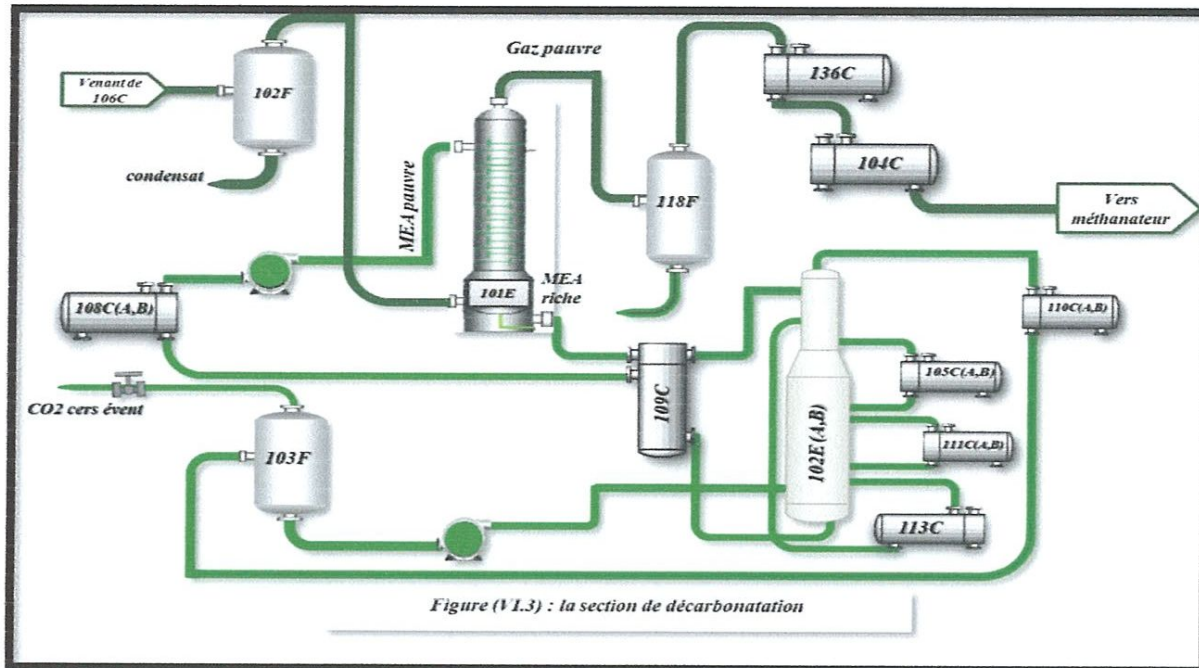 Gaz pauvre
Venant de
106C
102F
136C
104C
condensat
MEA pauvre
118F
Vers
méthanateur
101E
MEA
riche
108C(A,B)
110C(A,B)
109C
105C(A,B)
CO2 cers évent
111C(A,B)
103F
102E(A,B)
113C
Figure (VI.3) : la section de décarbonatation